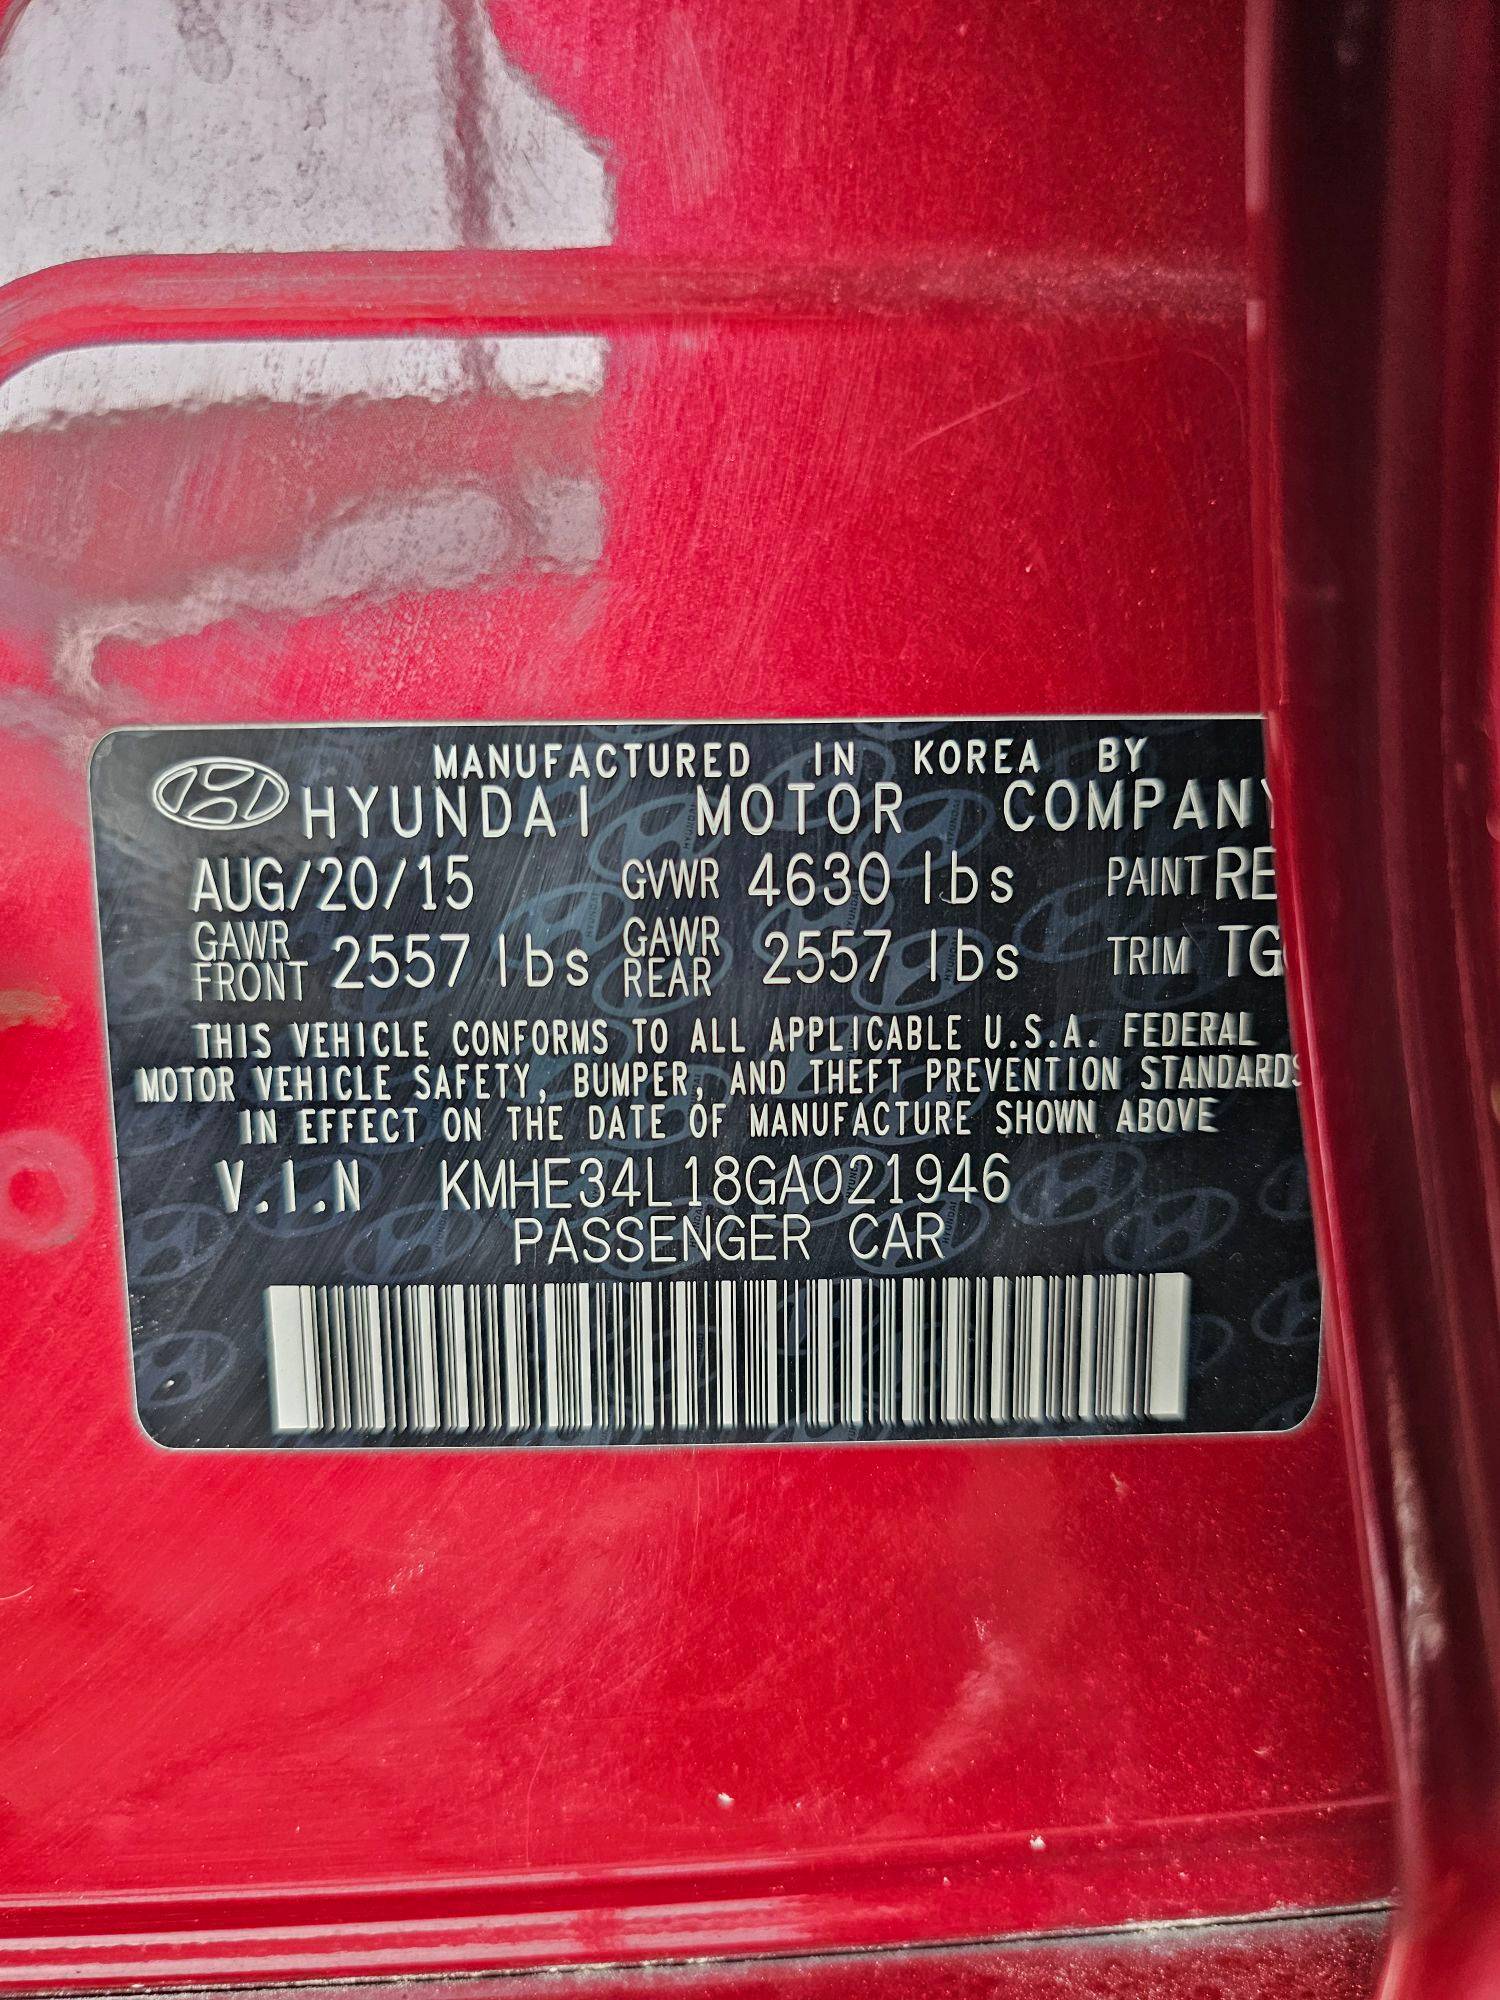 MANUFACTURED IN KOREA BY
HYUNDAI MOTOR COMPANY
AUG/20/15 GVWR 4630 lbs PAINT RE
GAWR FRONT 2557 lbs GAWR REAR 2557 lbs TRIM TG
THIS VEHICLE CONFORMS TO ALL APPLICABLE U.S.A. FEDERAL
MOTOR VEHICLE SAFETY, BUMPER, AND THEFT PREVENTION STANDARDS
IN EFFECT ON THE DATE OF MANUFACTURE SHOWN ABOVE
V.I.N KMHE34L18GA021946
PASSENGER CAR